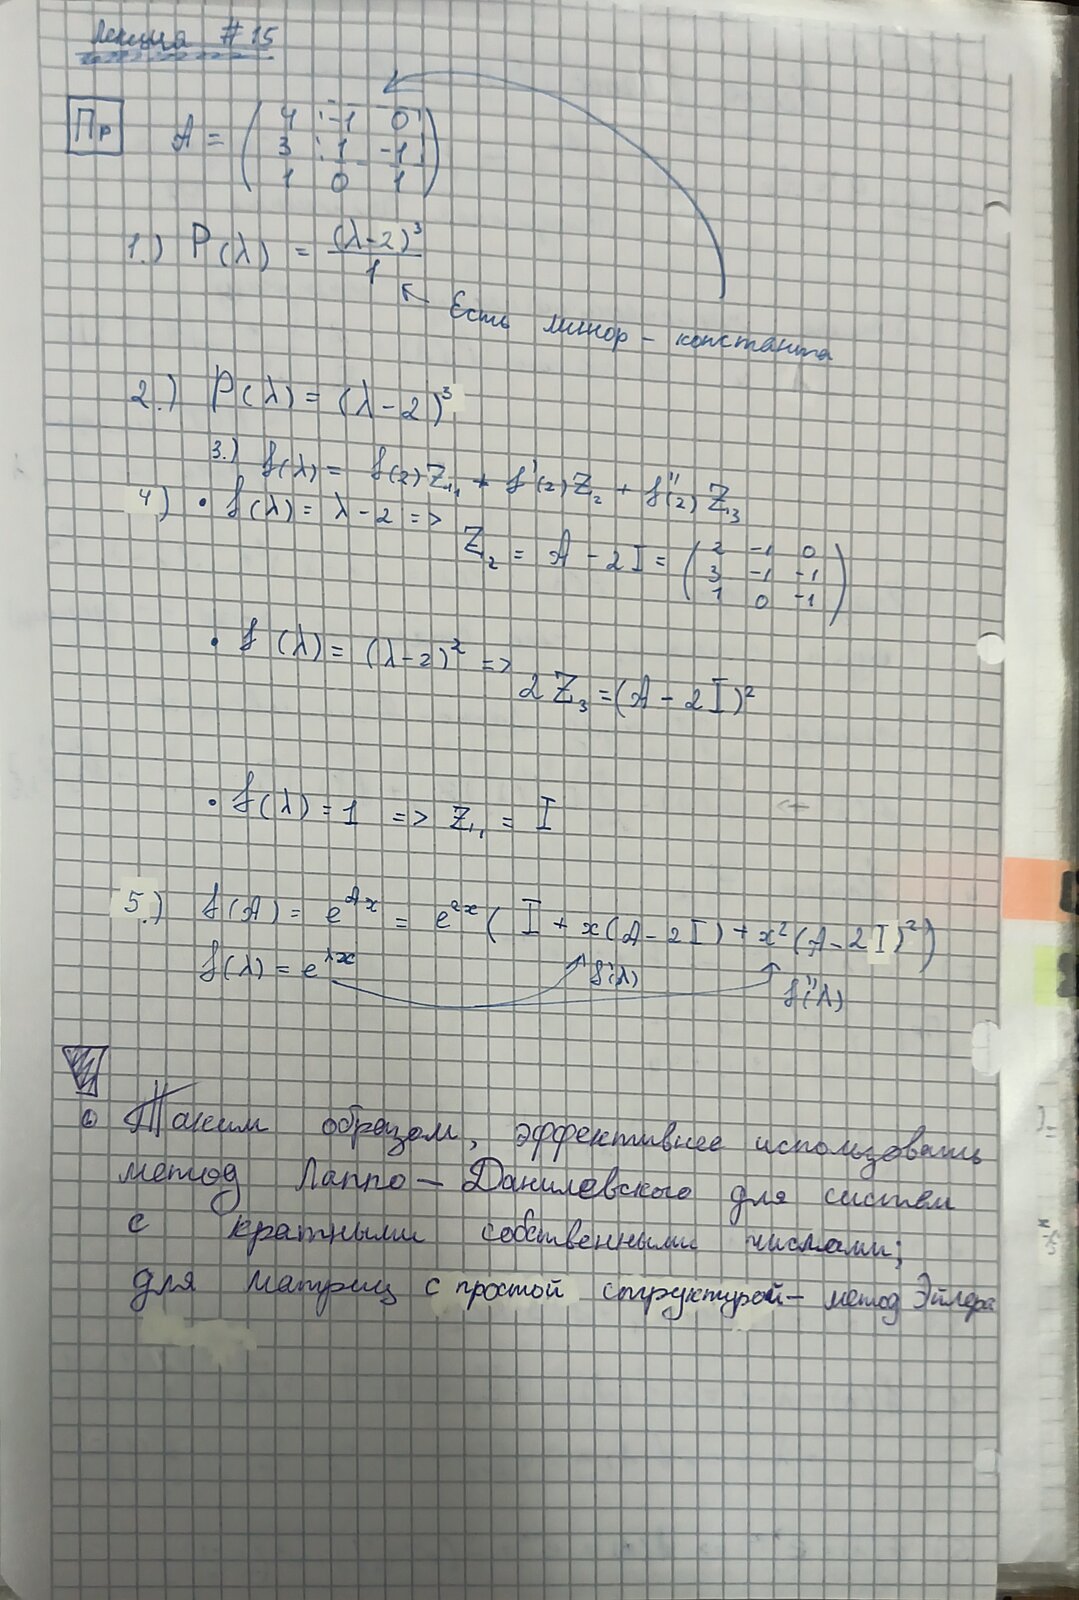 Лекция #15
Пр A = ( 4 -1 0
3 1 -1
1 0 1 )
1.) P(λ) = (λ-2)³ / 1
Есть минор - константа
2.) P(λ) = (λ-2)³
3.) f(λ) = f(2)Z₁ + f'(2)Z₂ + f''(2)Z₃
4) • f(λ) = λ-2 =>
Z₂ = A - 2I = ( 2 -1 0
3 -1 -1
1 0 -1 )
• f(λ) = (λ-2)² =>
2Z₃ = (A - 2I)²
• f(λ) = 1 => Z₁ = I
5.) f(A) = e^{Ax} = e^{2x} ( I + x(A-2I) + x²(A-2I)²)
f(λ) = e^{λx} f'(λ) f''(λ)
• Таким образом, эффективнее использовать
метод Лаппо - Данилевского для систем
с кратными собственными числами;
для матриц с простой структурой - метод Эйлера